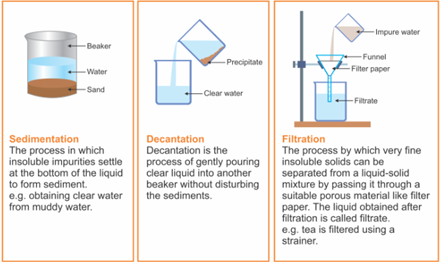 Beaker
Water
Sand
Sedimentation
The process in which
insoluble impurities settle
at the bottom of the liquid
to form sediment.
e.g. obtaining clear water
from muddy water.
Precipitate
Clear water
Decantation
Decantation is the
process of gently pouring
clear liquid into another
beaker without disturbing
the sediments.
Impure water
Funnel
Filter paper
Filtrate
Filtration
The process by which very fine
insoluble solids can be
separated from a liquid-solid
mixture by passing it through a
suitable porous material like filter
paper. The liquid obtained after
filtration is called filtrate.
e.g. tea is filtered using a
strainer.